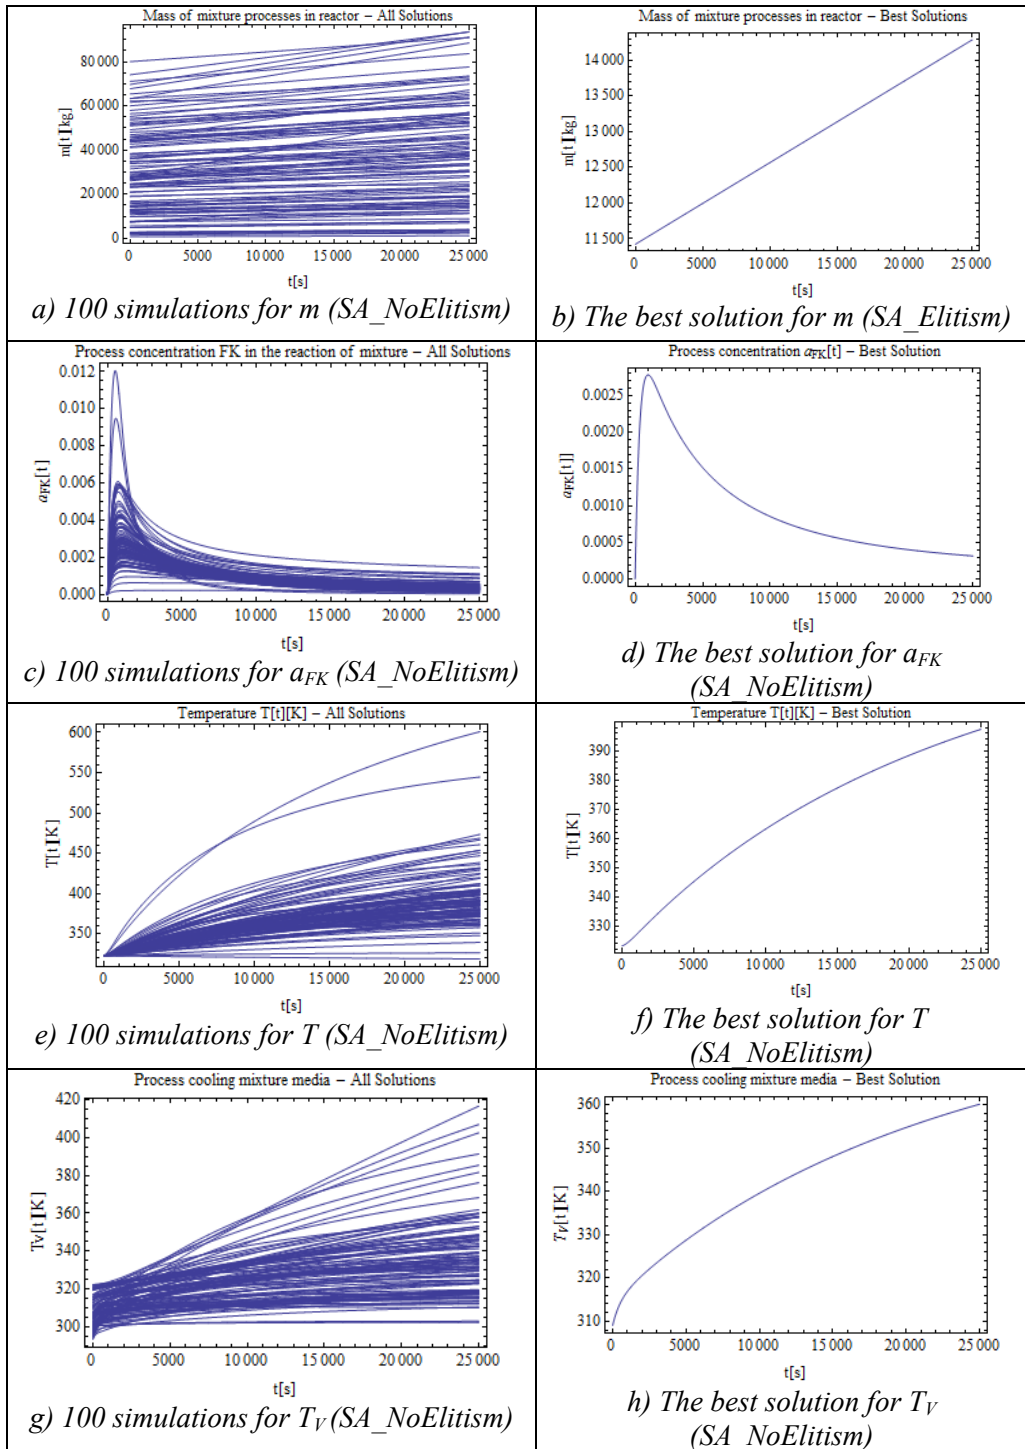 Mass of mixture processes in reactor – All Solutions
m[t][kg]
80 000
60 000
40 000
20 000
0
0 5000 10 000 15 000 20 000 25 000
t[s]
a) 100 simulations for m (SA_NoElitism)
Mass of mixture processes in reactor – Best Solutions
m[t][kg]
14 000
13 500
13 000
12 500
12 000
11 500
0 5000 10 000 15 000 20 000 25 000
t[s]
b) The best solution for m (SA_Elitism)
Process concentration FK in the reaction of mixture – All Solutions
aFK[t]
0.012
0.010
0.008
0.006
0.004
0.002
0.000
0 5000 10 000 15 000 20 000 25 000
t[s]
c) 100 simulations for aFK (SA_NoElitism)
Process concentration aFK[t] – Best Solution
aFK[t]]
0.0025
0.0020
0.0015
0.0010
0.0005
0.0000
0 5000 10 000 15 000 20 000 25 000
t[s]
d) The best solution for aFK
(SA_NoElitism)
Temperature T[t][K] – All Solutions
T[t][K]
600
550
500
450
400
350
0 5000 10 000 15 000 20 000 25 000
t[s]
e) 100 simulations for T (SA_NoElitism)
Temperature T[t][K] – Best Solution
T[t][K]
390
380
370
360
350
340
330
0 5000 10 000 15 000 20 000 25 000
t[s]
f) The best solution for T
(SA_NoElitism)
Process cooling mixture media – All Solutions
Tv[t][K]
420
400
380
360
340
320
300
0 5000 10 000 15 000 20 000 25 000
t[s]
g) 100 simulations for TV (SA_NoElitism)
Process cooling mixture media – Best Solution
TV[t][K]
360
350
340
330
320
310
0 5000 10 000 15 000 20 000 25 000
t[s]
h) The best solution for TV
(SA_NoElitism)